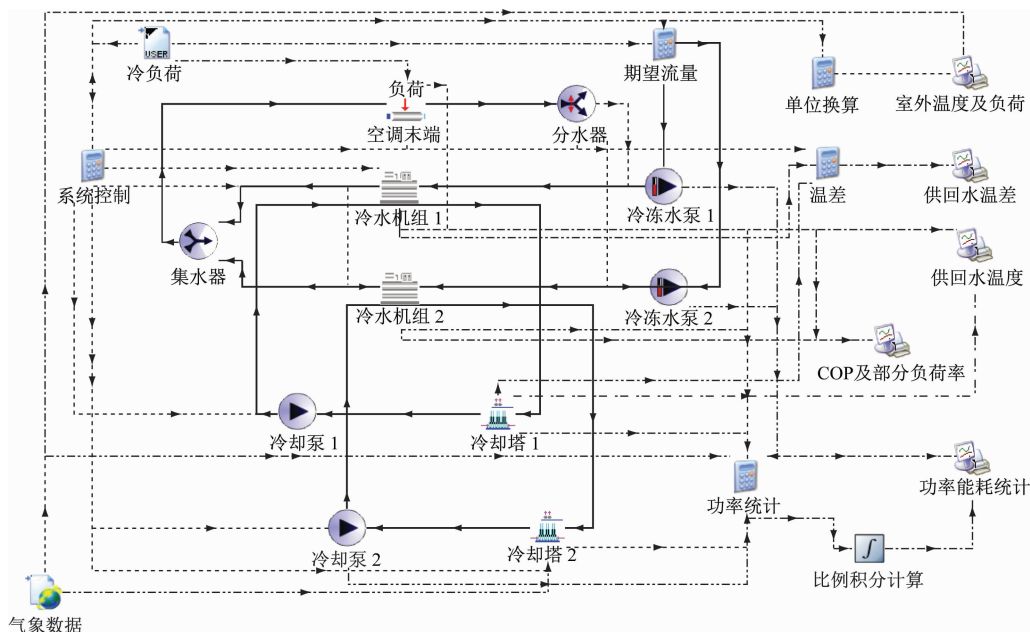 USER
冷负荷
期望流量
单位换算
室外温度及负荷
负荷
空调末端
分水器
系统控制
冷水机组 1
冷冻水泵 1
温差
供回水温差
集水器
冷水机组 2
冷冻水泵 2
供回水温度
COP及部分负荷率
冷却泵 1
冷却塔 1
功率统计
功率能耗统计
冷却泵 2
冷却塔 2
比例积分计算
∫
气象数据